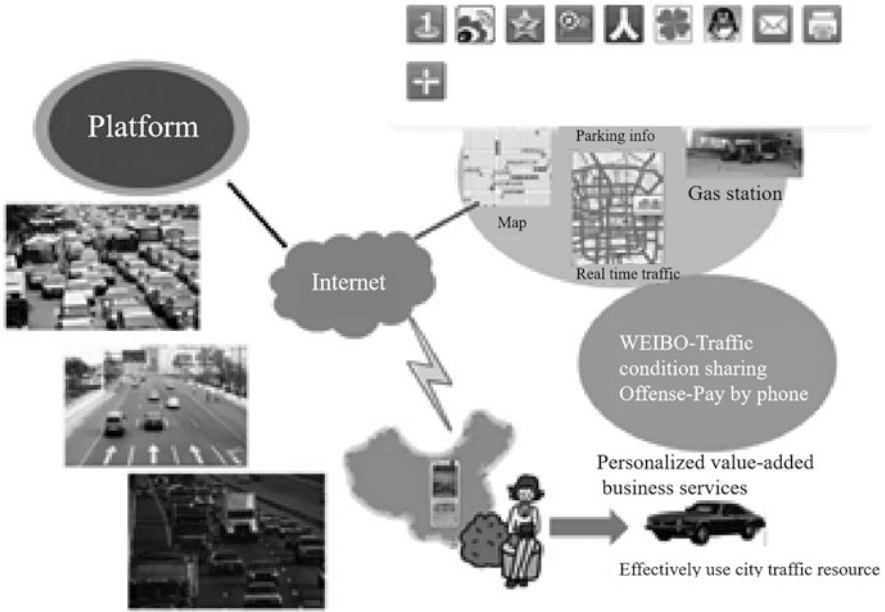 1
Platform
Parking info
Gas station
Map
Real time traffic
Internet
WEIBO-Traffic
condition sharing
Offense-Pay by phone
Personalized value-added
business services
Effectively use city traffic resource